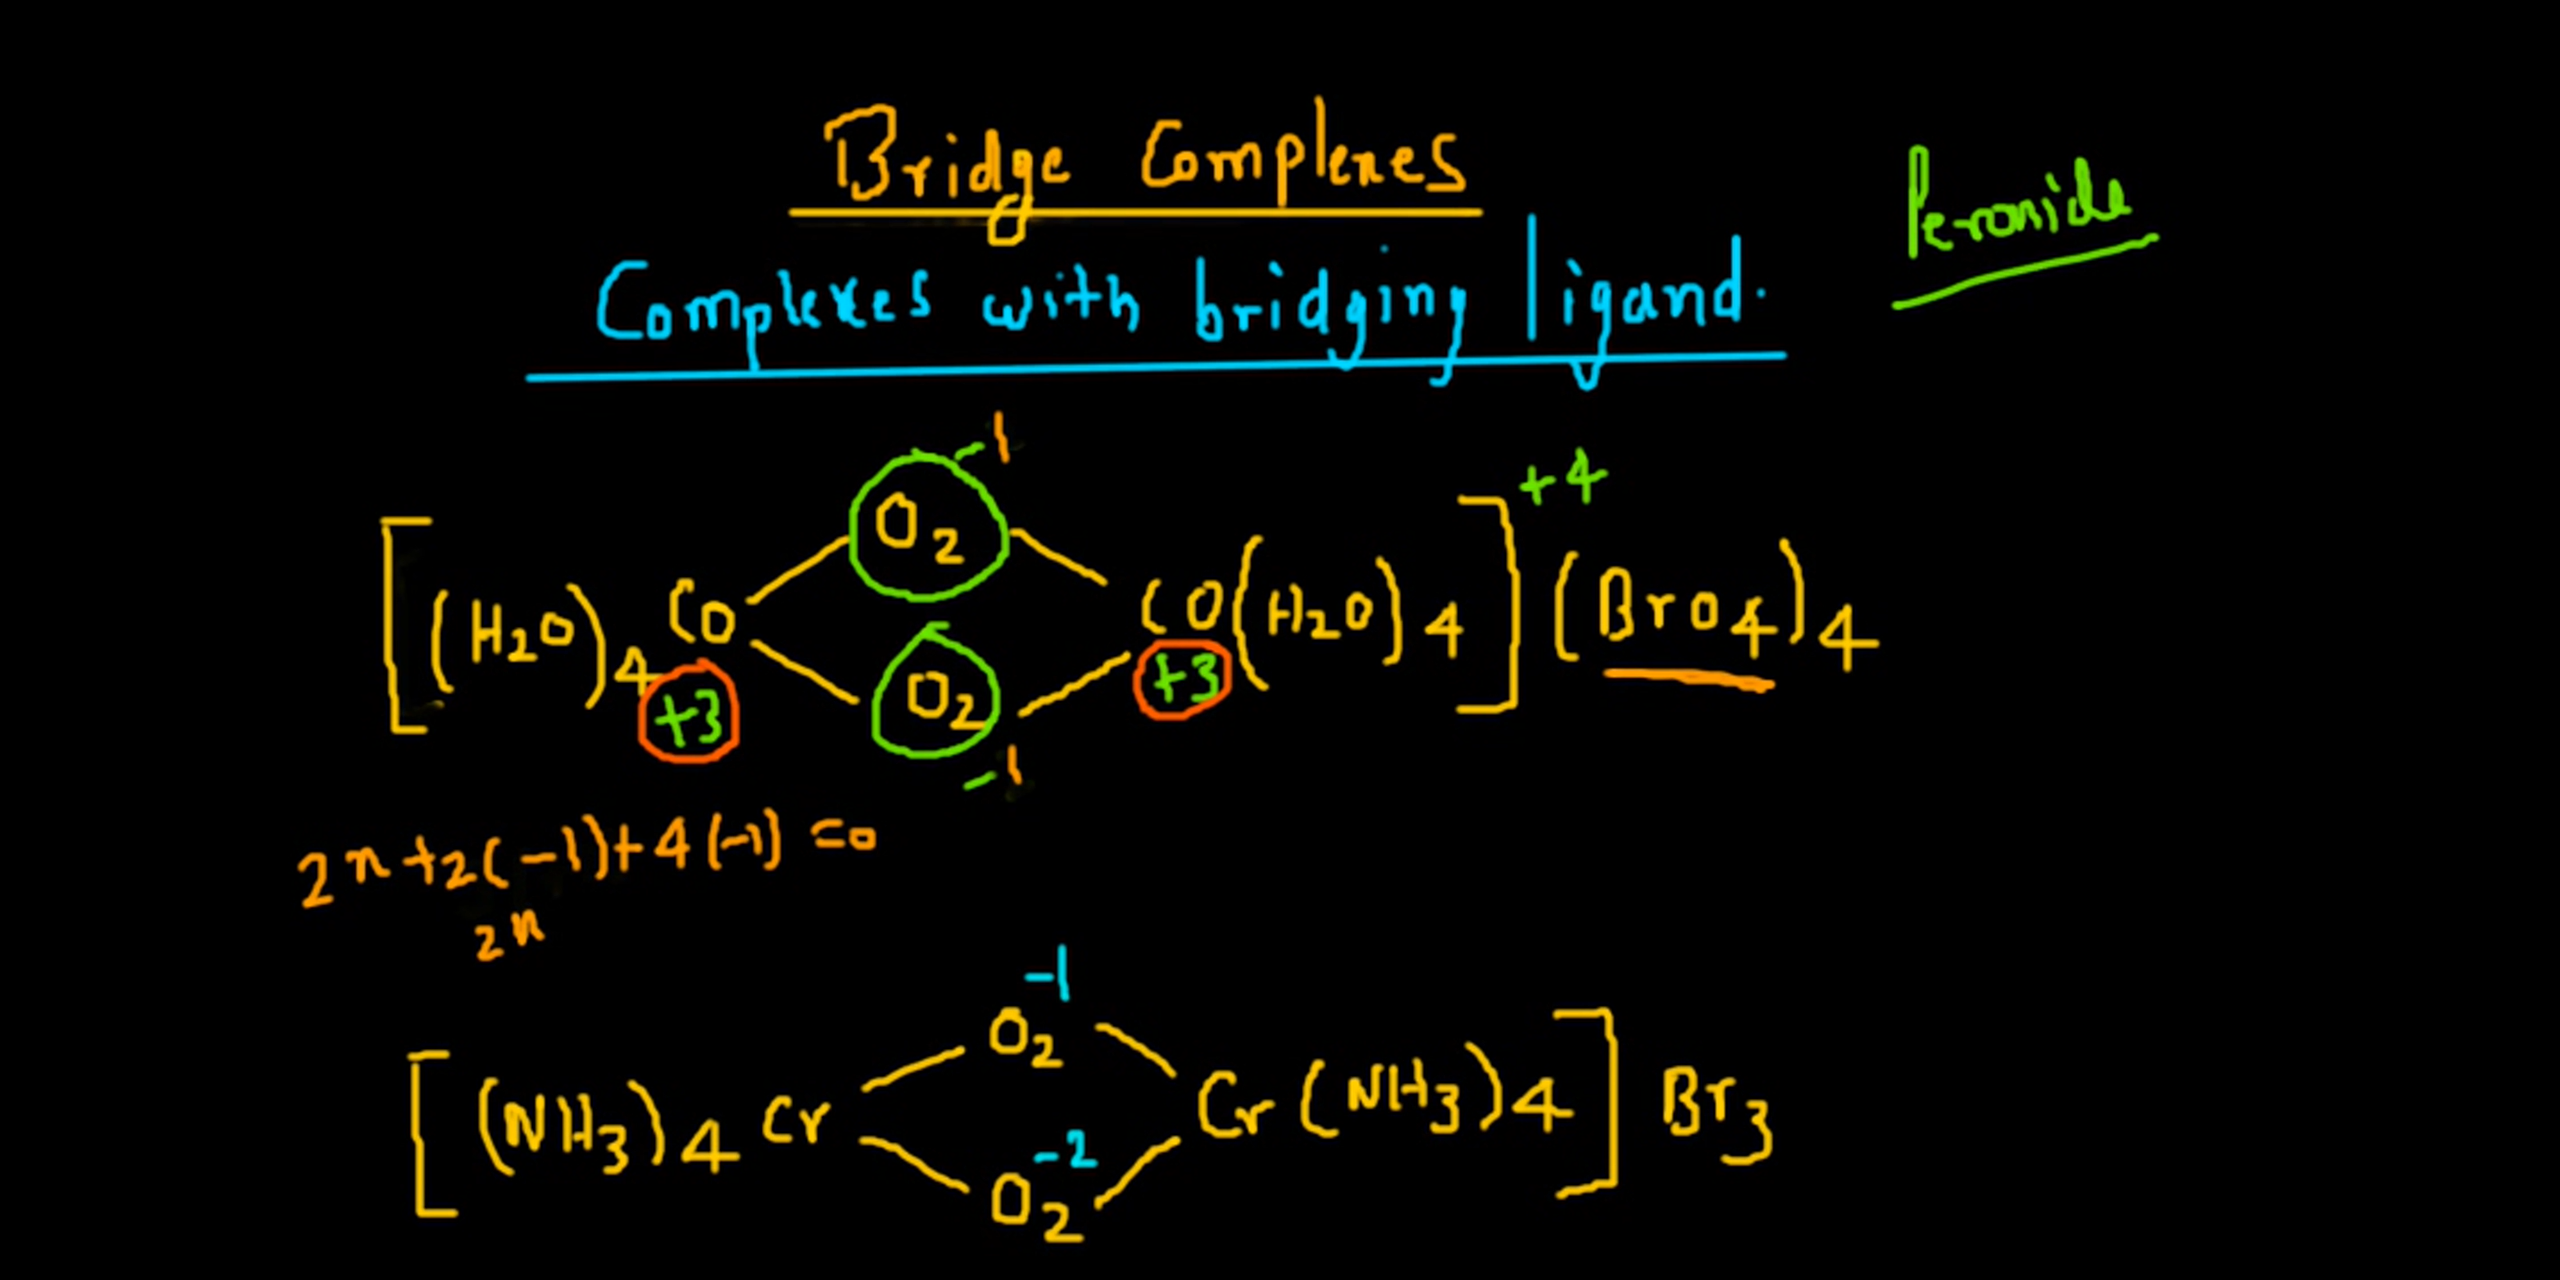 Bridge Complexes
Peroxide
Complexes with bridging ligand.
[(H2O)4 Co O2 -1 O2 -1 CO(H2O)4]+4 (BrO4)4
+3 +3
2x+2(-1)+4(-1)=0
2x
[(NH3)4 Cr O2 -1 O2 -2 Cr(NH3)4] Br3